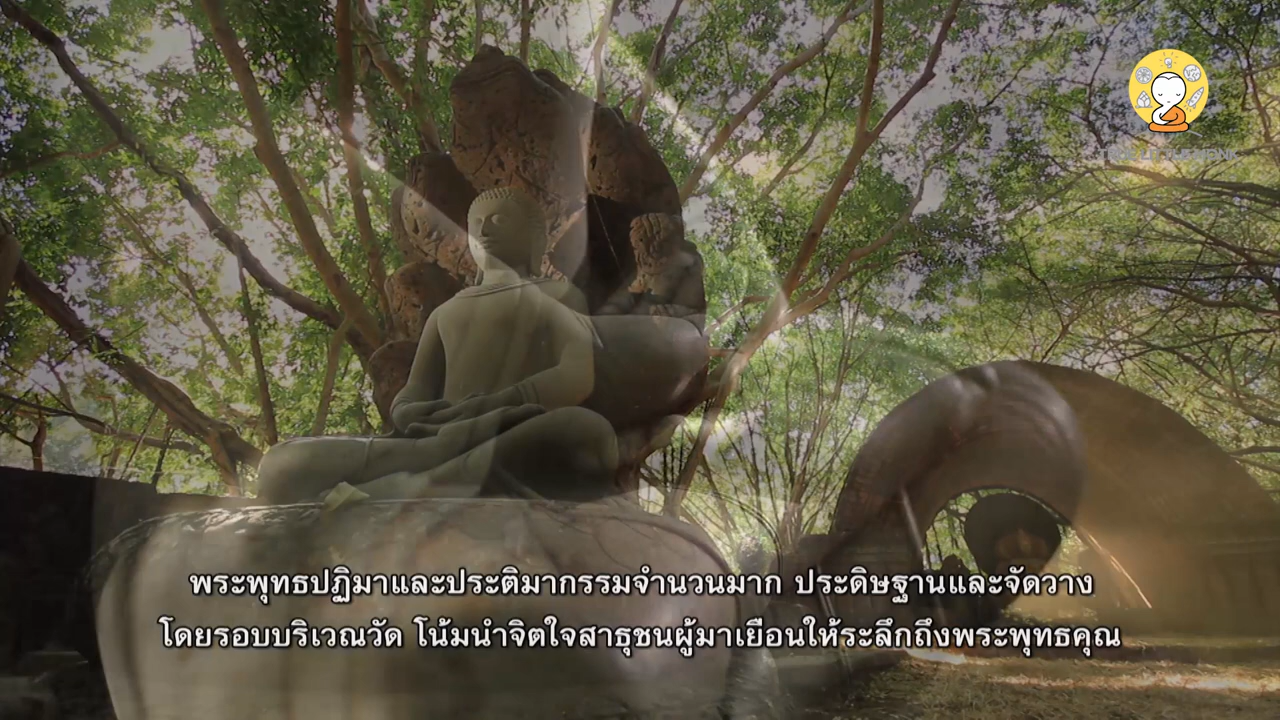 พระพุทธปฏิมาและประติมากรรมจำนวนมาก ประดิษฐานและจัดวาง
โดยรอบบริเวณวัด โน้มนำจิตใจสาธุชนผู้มาเยือนให้ระลึกถึงพระพุทธคุณ